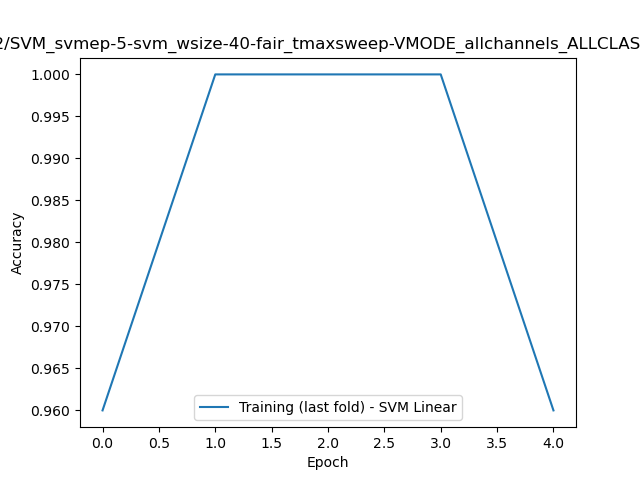 2/SVM_svmep-5-svm_wsize-40-fair_tmaxsweep-VMODE_allchannels_ALLCLAS
1.000
0.995
0.990
0.985
0.980
0.975
0.970
0.965
0.960
Accuracy
Training (last fold) - SVM Linear
0.0 0.5 1.0 1.5 2.0 2.5 3.0 3.5 4.0
Epoch